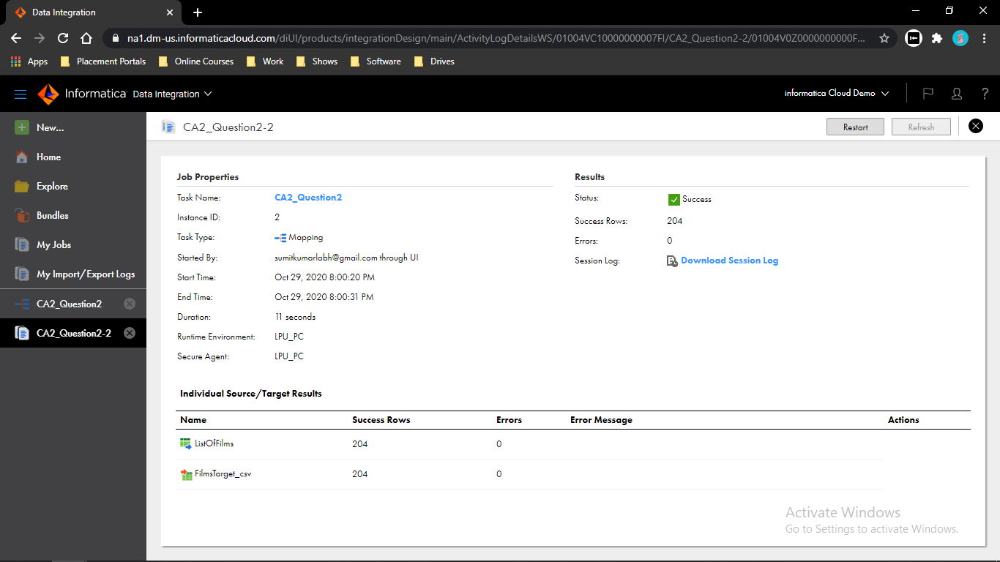 Data Integration
na1.dm-us.informaticacloud.com/diUI/products/integrationDesign/main/ActivityLogDetailsWS/01004VC10000000007FI/CA2_Question2-2/01004V0Z0000000000F...
Apps Placement Portals Online Courses Work Shows Software Drives
Informatica Data Integration informatica Cloud Demo ?
New...
Home
Explore
Bundles
My Jobs
My Import/Export Logs
CA2_Question2
CA2_Question2-2
CA2_Question2-2 Restart Refresh
Job Properties
Task Name: CA2_Question2
Instance ID: 2
Task Type: Mapping
Started By: sumitkumarlabh@gmail.com through UI
Start Time: Oct 29, 2020 8:00:20 PM
End Time: Oct 29, 2020 8:00:31 PM
Duration: 11 seconds
Runtime Environment: LPU_PC
Secure Agent: LPU_PC
Results
Status: Success
Success Rows: 204
Errors: 0
Session Log: Download Session Log
Individual Source/Target Results
Name Success Rows Errors Error Message Actions
ListOfFilms 204 0
FilmsTarget_csv 204 0
Activate Windows
Go to Settings to activate Windows.